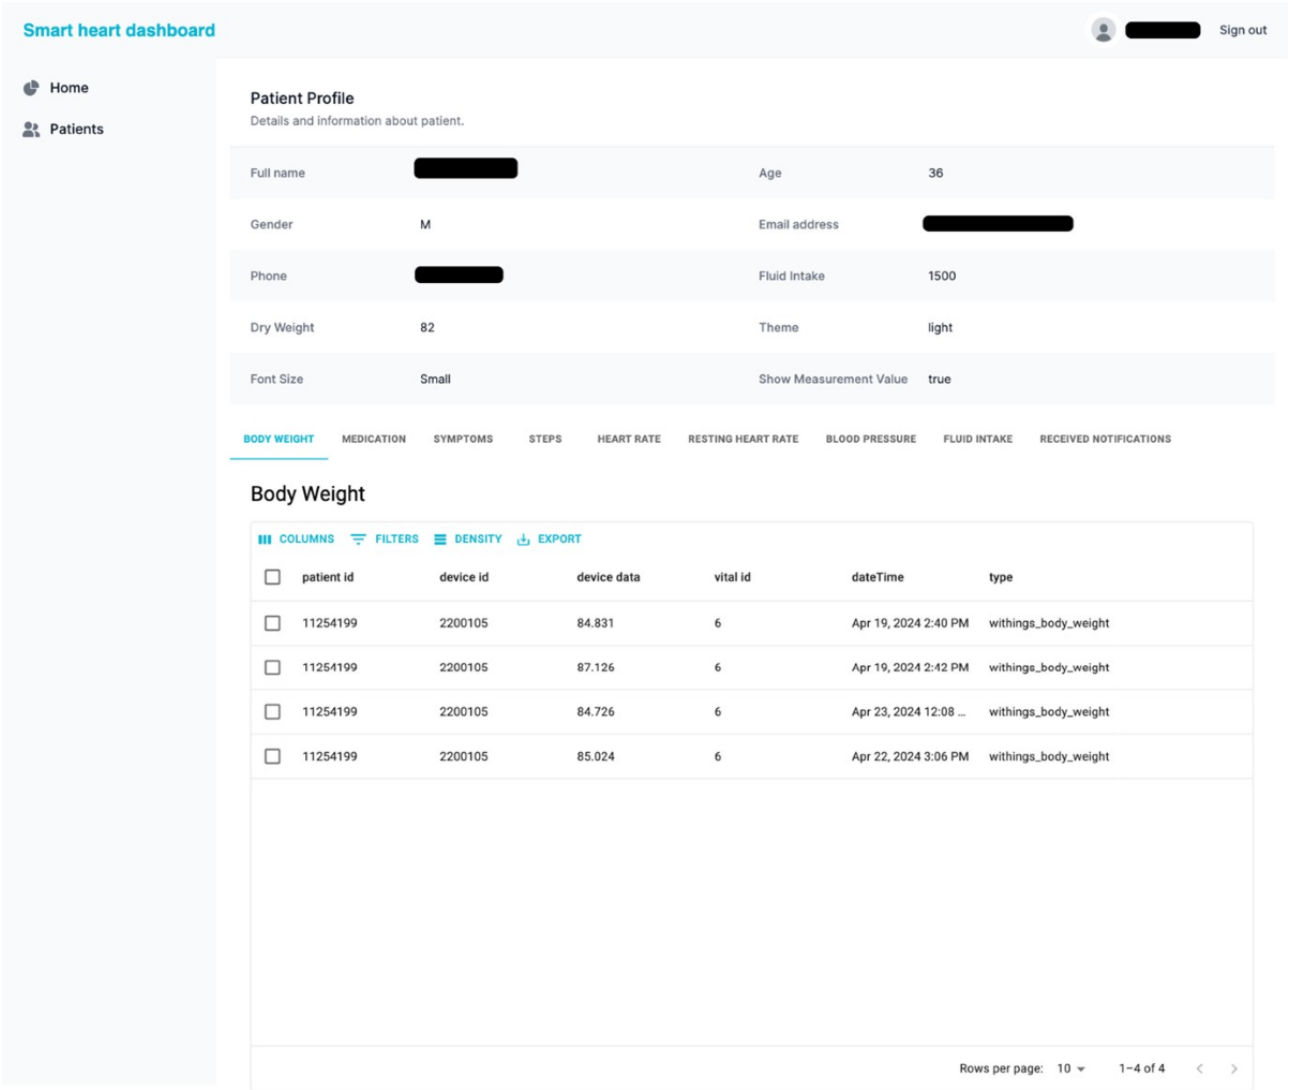 Smart heart dashboard
Sign out
Home
Patients
Patient Profile
Details and information about patient.
Full name Age 36
Gender M Email address
Phone Fluid Intake 1500
Dry Weight 82 Theme light
Font Size Small Show Measurement Value true
BODY WEIGHT MEDICATION SYMPTOMS STEPS HEART RATE RESTING HEART RATE BLOOD PRESSURE FLUID INTAKE RECEIVED NOTIFICATIONS
Body Weight
COLUMNS FILTERS DENSITY EXPORT
patient id device id device data vital id dateTime type
11254199 2200105 84.831 6 Apr 19, 2024 2:40 PM withings_body_weight
11254199 2200105 87.126 6 Apr 19, 2024 2:42 PM withings_body_weight
11254199 2200105 84.726 6 Apr 23, 2024 12:08 ... withings_body_weight
11254199 2200105 85.024 6 Apr 22, 2024 3:06 PM withings_body_weight
Rows per page: 10 1–4 of 4